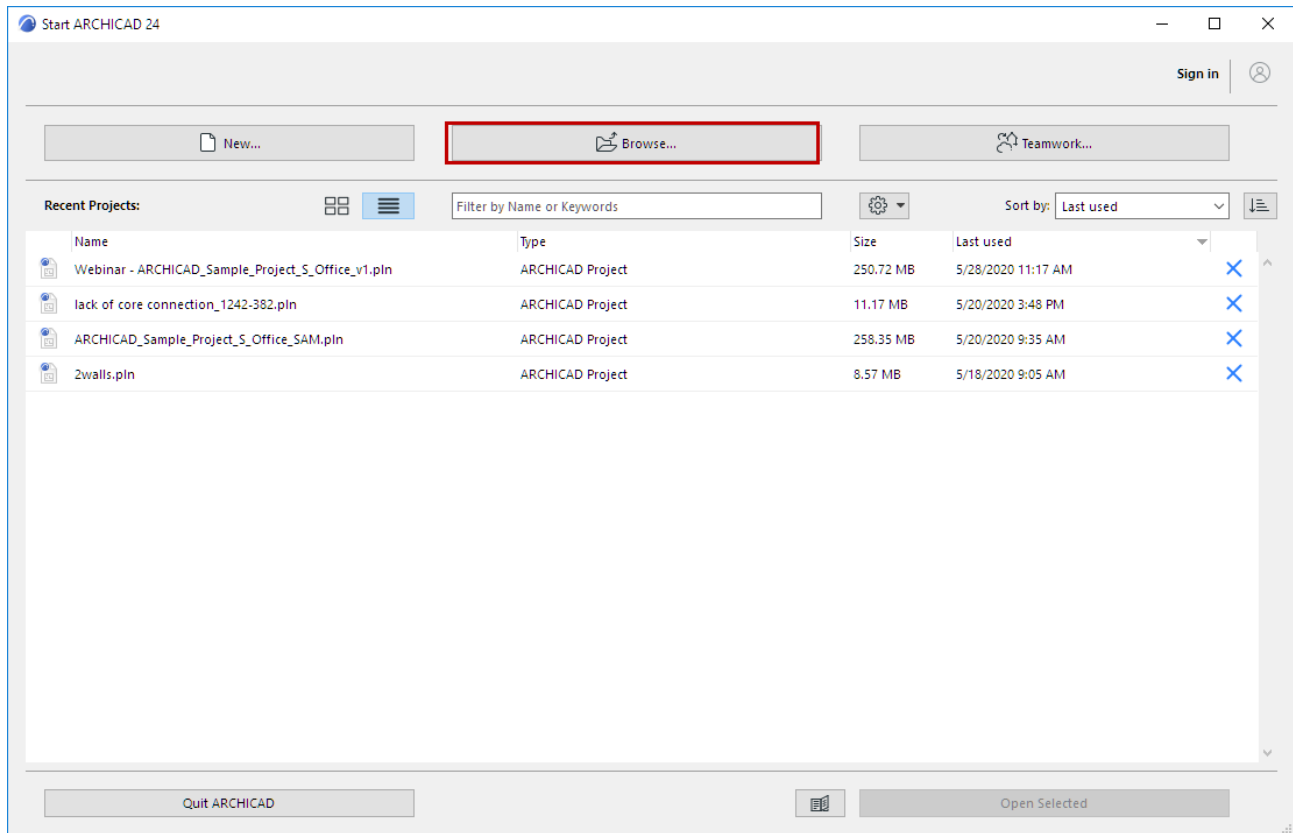 Start ARCHICAD 24
Sign in
New...
Browse...
Teamwork...
Recent Projects:
Filter by Name or Keywords
Sort by: Last used
Name Type Size Last used
Webinar - ARCHICAD_Sample_Project_S_Office_v1.pln ARCHICAD Project 250.72 MB 5/28/2020 11:17 AM
lack of core connection_1242-382.pln ARCHICAD Project 11.17 MB 5/20/2020 3:48 PM
ARCHICAD_Sample_Project_S_Office_SAM.pln ARCHICAD Project 258.35 MB 5/20/2020 9:35 AM
2walls.pln ARCHICAD Project 8.57 MB 5/18/2020 9:05 AM
Quit ARCHICAD
Open Selected